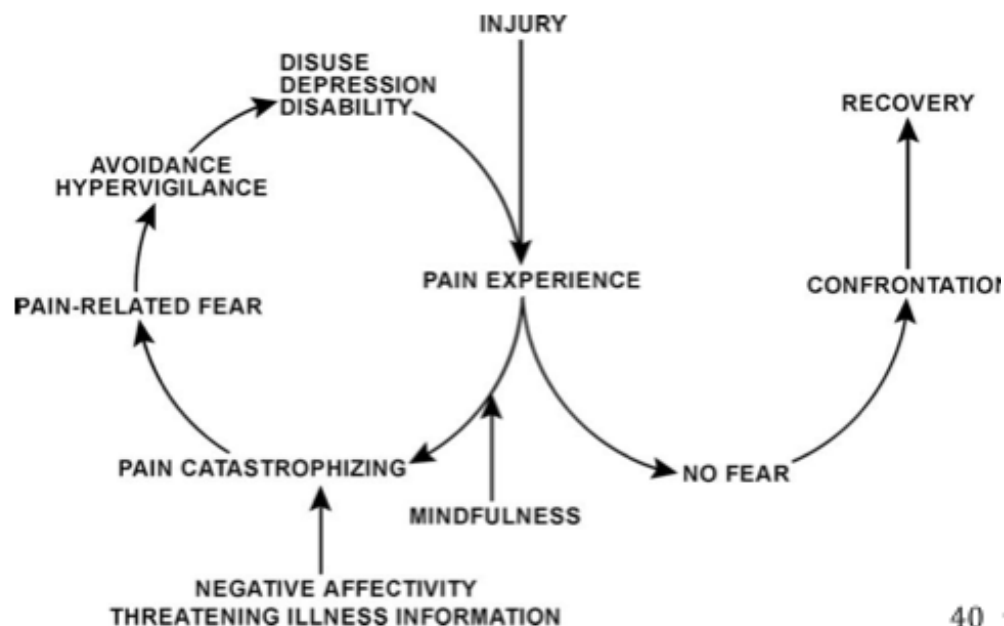 INJURY
DISUSE
DEPRESSION
DISABILITY
RECOVERY
AVOIDANCE
HYPERVIGILANCE
PAIN EXPERIENCE
CONFRONTATION
PAIN-RELATED FEAR
PAIN CATASTROPHIZING
NO FEAR
MINDFULNESS
NEGATIVE AFFECTIVITY
THREATENING ILLNESS INFORMATION
40